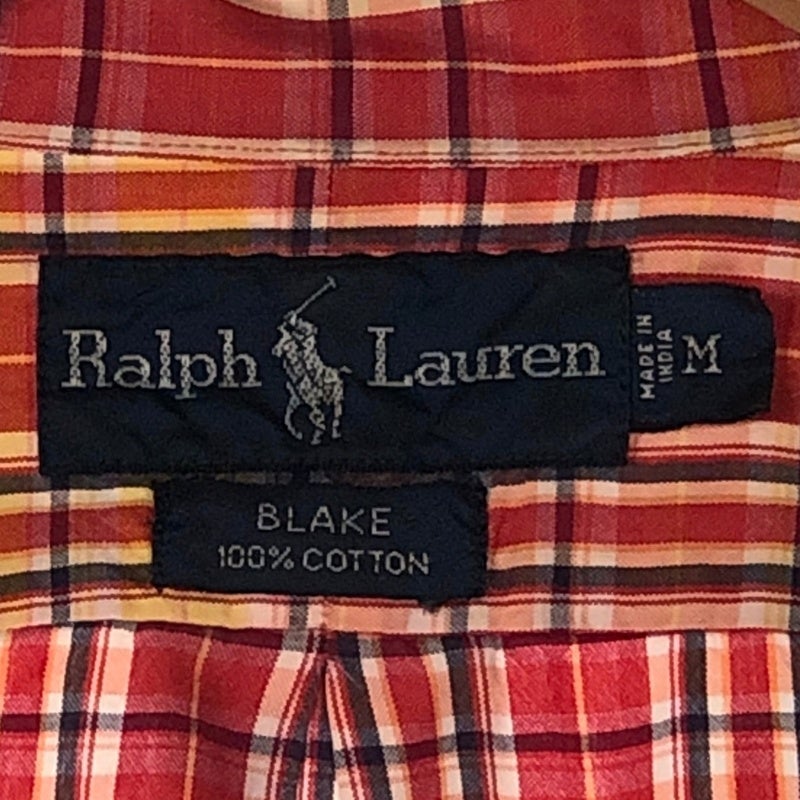 Ralph Lauren
MADE IN
INDIA
M
BLAKE
100% COTTON